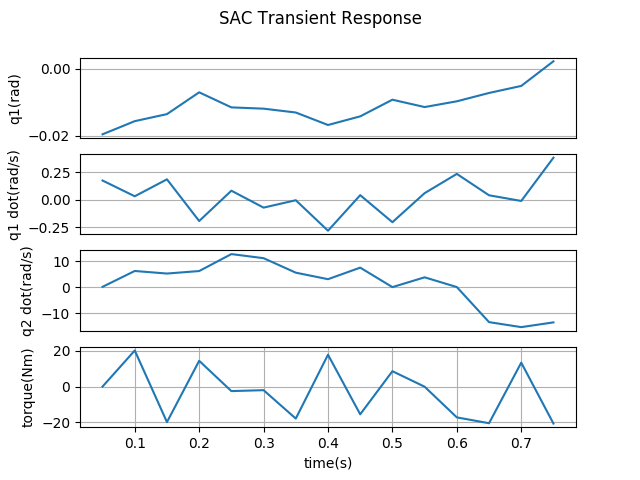 SAC Transient Response
q1(rad)
0.00
−0.02
q1 dot(rad/s)
0.25
0.00
−0.25
q2 dot(rad/s)
10
0
−10
torque(Nm)
20
0
−20
0.1 0.2 0.3 0.4 0.5 0.6 0.7
time(s)